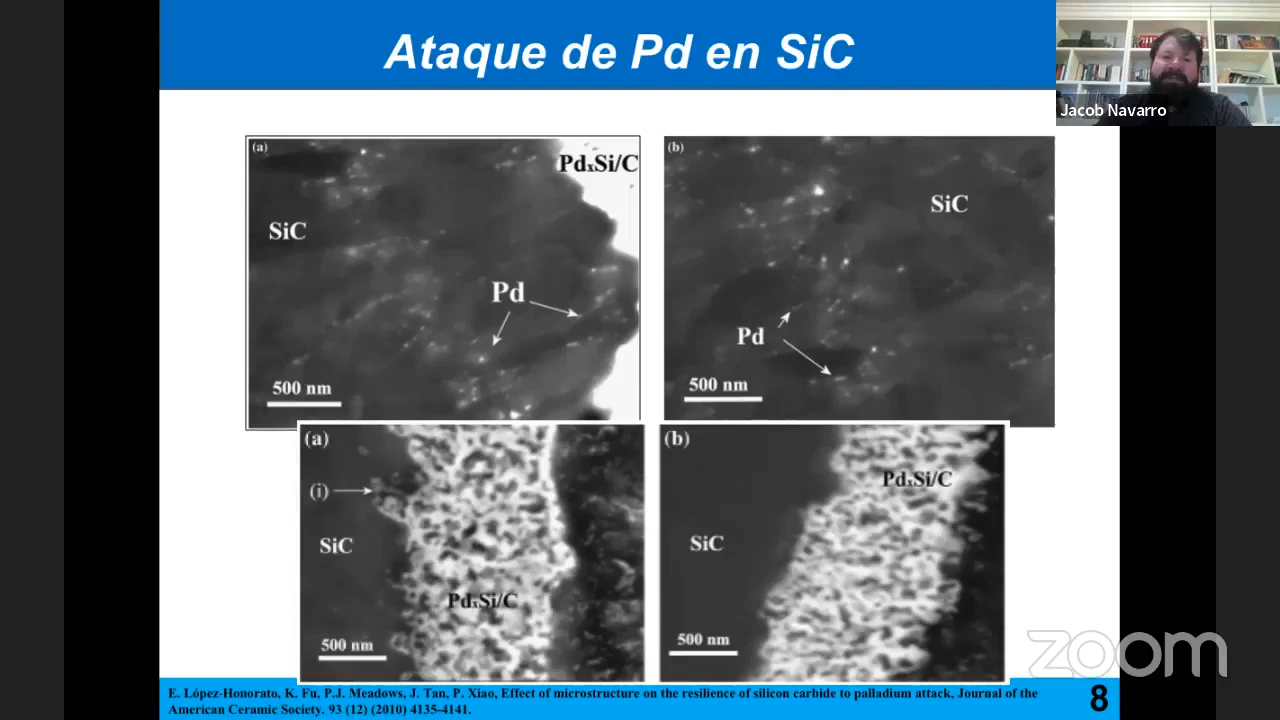 Ataque de Pd en SiC
Jacob Navarro
(a)
PdₓSi/C
SiC
Pd
500 nm
(b)
SiC
Pd
500 nm
(a)
(i)
SiC
PdₓSi/C
500 nm
(b)
PdₓSi/C
SiC
500 nm
zoom
E. López-Honorato, K. Fu, P.J. Meadows, J. Tan, P. Xiao, Effect of microstructure on the resilience of silicon carbide to palladium attack, Journal of the
American Ceramic Society. 93 (12) (2010) 4135-4141.
8